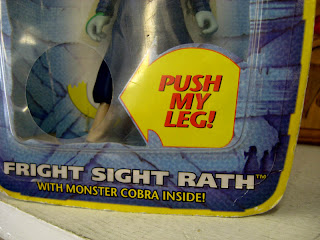 PUSH
MY
LEG!
FRIGHT SIGHT RATH™
WITH MONSTER COBRA INSIDE!